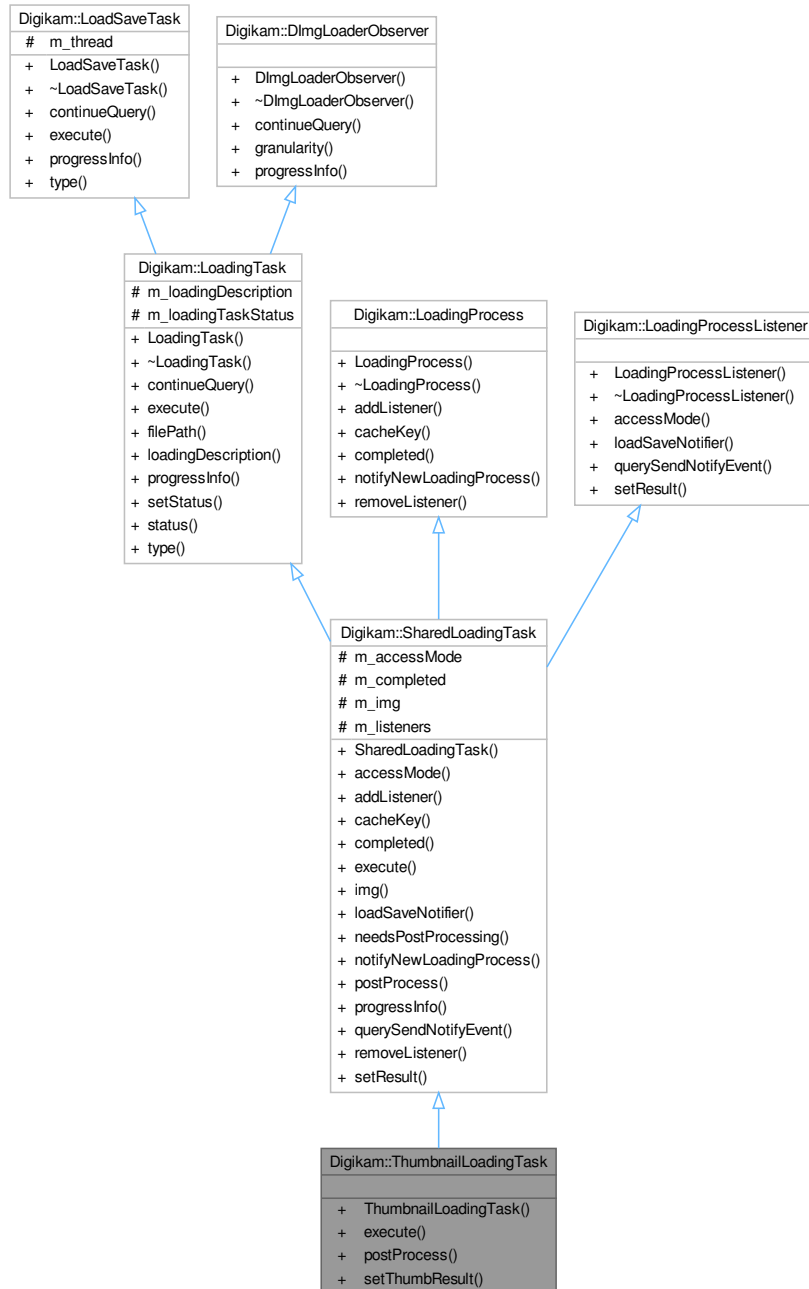 Digikam::LoadSaveTask
# m_thread
+ LoadSaveTask()
+ ~LoadSaveTask()
+ continueQuery()
+ execute()
+ progressInfo()
+ type()
Digikam::DImgLoaderObserver
+ DImgLoaderObserver()
+ ~DImgLoaderObserver()
+ continueQuery()
+ granularity()
+ progressInfo()
Digikam::LoadingTask
# m_loadingDescription
# m_loadingTaskStatus
+ LoadingTask()
+ ~LoadingTask()
+ continueQuery()
+ execute()
+ filePath()
+ loadingDescription()
+ progressInfo()
+ setStatus()
+ status()
+ type()
Digikam::LoadingProcess
+ LoadingProcess()
+ ~LoadingProcess()
+ addListener()
+ cacheKey()
+ completed()
+ notifyNewLoadingProcess()
+ removeListener()
Digikam::LoadingProcessListener
+ LoadingProcessListener()
+ ~LoadingProcessListener()
+ accessMode()
+ loadSaveNotifier()
+ querySendNotifyEvent()
+ setResult()
Digikam::SharedLoadingTask
# m_accessMode
# m_completed
# m_img
# m_listeners
+ SharedLoadingTask()
+ accessMode()
+ addListener()
+ cacheKey()
+ completed()
+ execute()
+ img()
+ loadSaveNotifier()
+ needsPostProcessing()
+ notifyNewLoadingProcess()
+ postProcess()
+ progressInfo()
+ querySendNotifyEvent()
+ removeListener()
+ setResult()
Digikam::ThumbnailLoadingTask
+ ThumbnailLoadingTask()
+ execute()
+ postProcess()
+ setThumbResult()